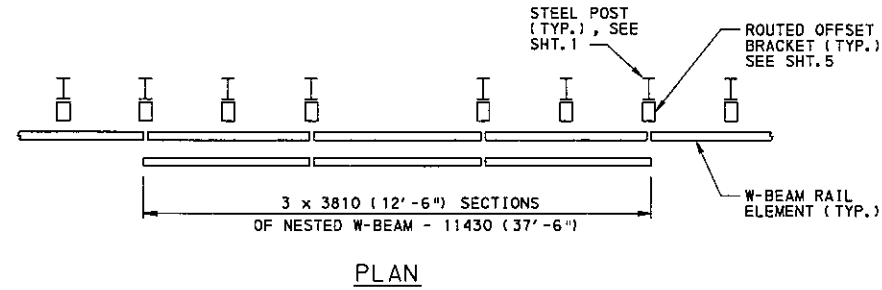 STEEL POST
(TYP.), SEE
SHT.1
ROUTED OFFSET
BRACKET (TYP.)
SEE SHT.5
3 x 3810 (12'-6") SECTIONS
OF NESTED W-BEAM - 11430 (37'-6")
W-BEAM RAIL
ELEMENT (TYP.)
PLAN